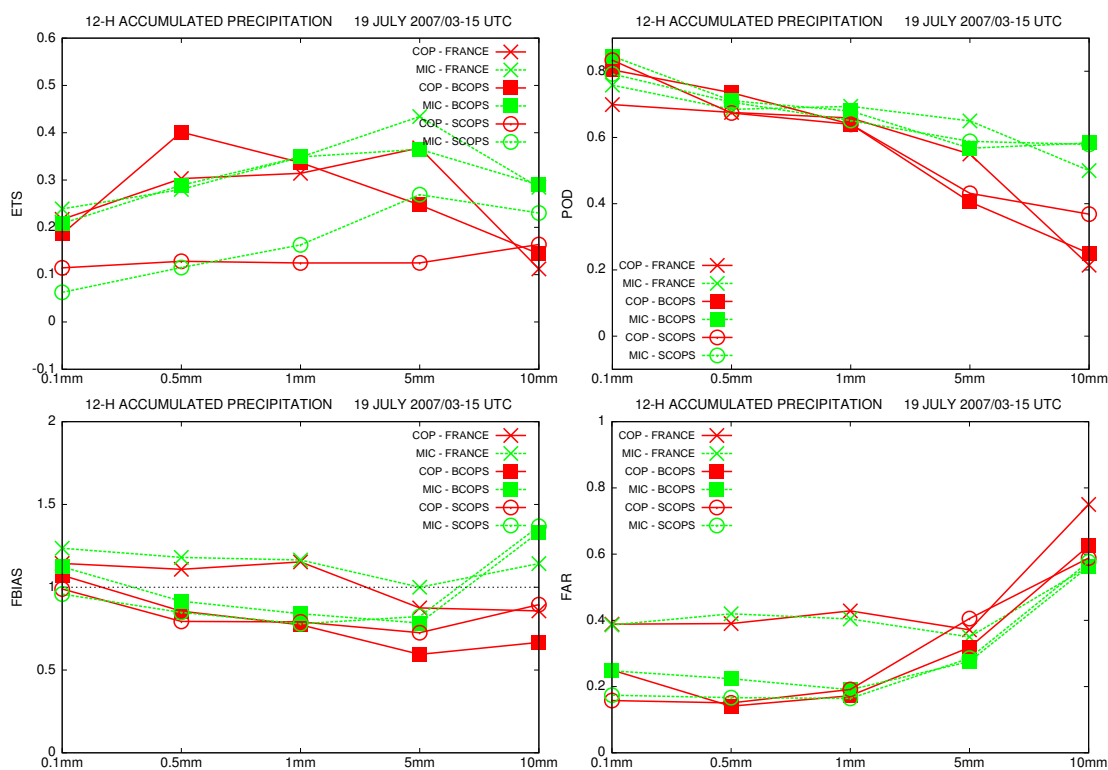 12-H ACCUMULATED PRECIPITATION 19 JULY 2007/03-15 UTC
0.6
0.5
0.4
0.3
0.2
0.1
0
-0.1
ETS
0.1mm 0.5mm 1mm 5mm 10mm
COP - FRANCE
MIC - FRANCE
COP - BCOPS
MIC - BCOPS
COP - SCOPS
MIC - SCOPS
12-H ACCUMULATED PRECIPITATION 19 JULY 2007/03-15 UTC
0.8
0.6
0.4
0.2
0
POD
0.1mm 0.5mm 1mm 5mm 10mm
COP - FRANCE
MIC - FRANCE
COP - BCOPS
MIC - BCOPS
COP - SCOPS
MIC - SCOPS
12-H ACCUMULATED PRECIPITATION 19 JULY 2007/03-15 UTC
2
1.5
1
0.5
0
FBIAS
0.1mm 0.5mm 1mm 5mm 10mm
COP - FRANCE
MIC - FRANCE
COP - BCOPS
MIC - BCOPS
COP - SCOPS
MIC - SCOPS
12-H ACCUMULATED PRECIPITATION 19 JULY 2007/03-15 UTC
1
0.8
0.6
0.4
0.2
0
FAR
0.1mm 0.5mm 1mm 5mm 10mm
COP - FRANCE
MIC - FRANCE
COP - BCOPS
MIC - BCOPS
COP - SCOPS
MIC - SCOPS